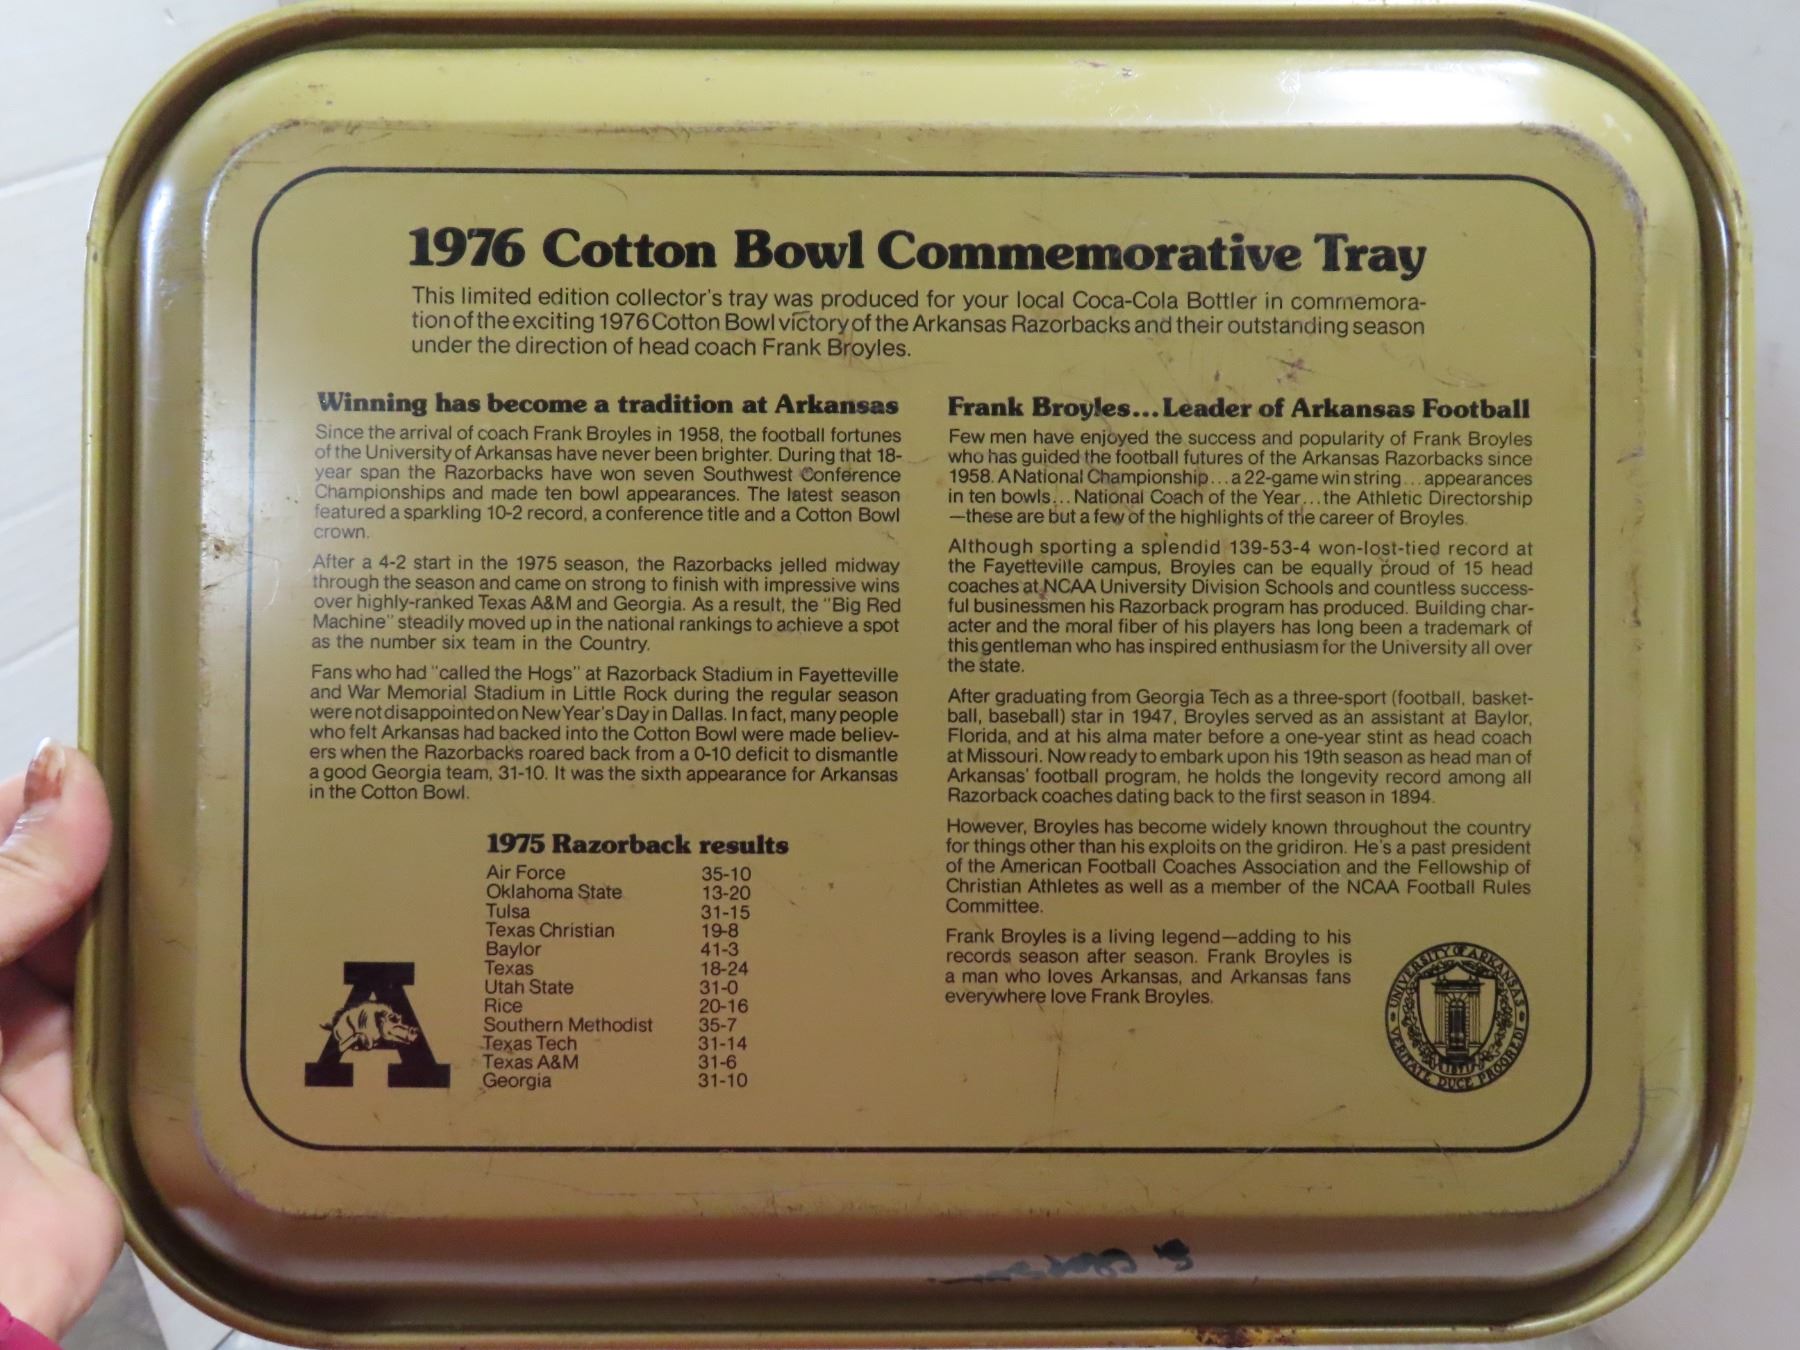 1976 Cotton Bowl Commemorative Tray
This limited edition collector's tray was produced for your local Coca-Cola Bottler in commemora-
tion of the exciting 1976 Cotton Bowl victory of the Arkansas Razorbacks and their outstanding season
under the direction of head coach Frank Broyles.
Winning has become a tradition at Arkansas
Since the arrival of coach Frank Broyles in 1958, the football fortunes
of the University of Arkansas have never been brighter. During that 18-
year span the Razorbacks have won seven Southwest Conference
Championships and made ten bowl appearances. The latest season
featured a sparkling 10-2 record, a conference title and a Cotton Bowl
crown.
After a 4-2 start in the 1975 season, the Razorbacks jelled midway
through the season and came on strong to finish with impressive wins
over highly-ranked Texas A&M and Georgia. As a result, the "Big Red
Machine" steadily moved up in the national rankings to achieve a spot
as the number six team in the Country.
Fans who had "called the Hogs" at Razorback Stadium in Fayetteville
and War Memorial Stadium in Little Rock during the regular season
were not disappointed on New Year's Day in Dallas. In fact, many people
who felt Arkansas had backed into the Cotton Bowl were made believ-
ers when the Razorbacks roared back from a 0-10 deficit to dismantle
a good Georgia team, 31-10. It was the sixth appearance for Arkansas
in the Cotton Bowl.
1975 Razorback results
Air Force 35-10
Oklahoma State 13-20
Tulsa 31-15
Texas Christian 19-8
Baylor 41-3
Texas 18-24
Utah State 31-0
Rice 20-16
Southern Methodist 35-7
Texas Tech 31-14
Texas A&M 31-6
Georgia 31-10
A
Frank Broyles...Leader of Arkansas Football
Few men have enjoyed the success and popularity of Frank Broyles
who has guided the football futures of the Arkansas Razorbacks since
1958. A National Championship...a 22-game win string...appearances
in ten bowls...National Coach of the Year...the Athletic Directorship
—these are but a few of the highlights of the career of Broyles.
Although sporting a splendid 139-53-4 won-lost-tied record at
the Fayetteville campus, Broyles can be equally proud of 15 head
coaches at NCAA University Division Schools and countless success-
ful businessmen his Razorback program has produced. Building char-
acter and the moral fiber of his players has long been a trademark of
this gentleman who has inspired enthusiasm for the University all over
the state.
After graduating from Georgia Tech as a three-sport (football, basket-
ball, baseball) star in 1947, Broyles served as an assistant at Baylor,
Florida, and at his alma mater before a one-year stint as head coach
at Missouri. Now ready to embark upon his 19th season as head man of
Arkansas' football program, he holds the longevity record among all
Razorback coaches dating back to the first season in 1894.
However, Broyles has become widely known throughout the country
for things other than his exploits on the gridiron. He's a past president
of the American Football Coaches Association and the Fellowship of
Christian Athletes as well as a member of the NCAA Football Rules
Committee.
Frank Broyles is a living legend—adding to his
records season after season. Frank Broyles is
a man who loves Arkansas, and Arkansas fans
everywhere love Frank Broyles.
UNIVERSITY OF ARKANSAS
VERITATE DUCE PROGREDI
1871